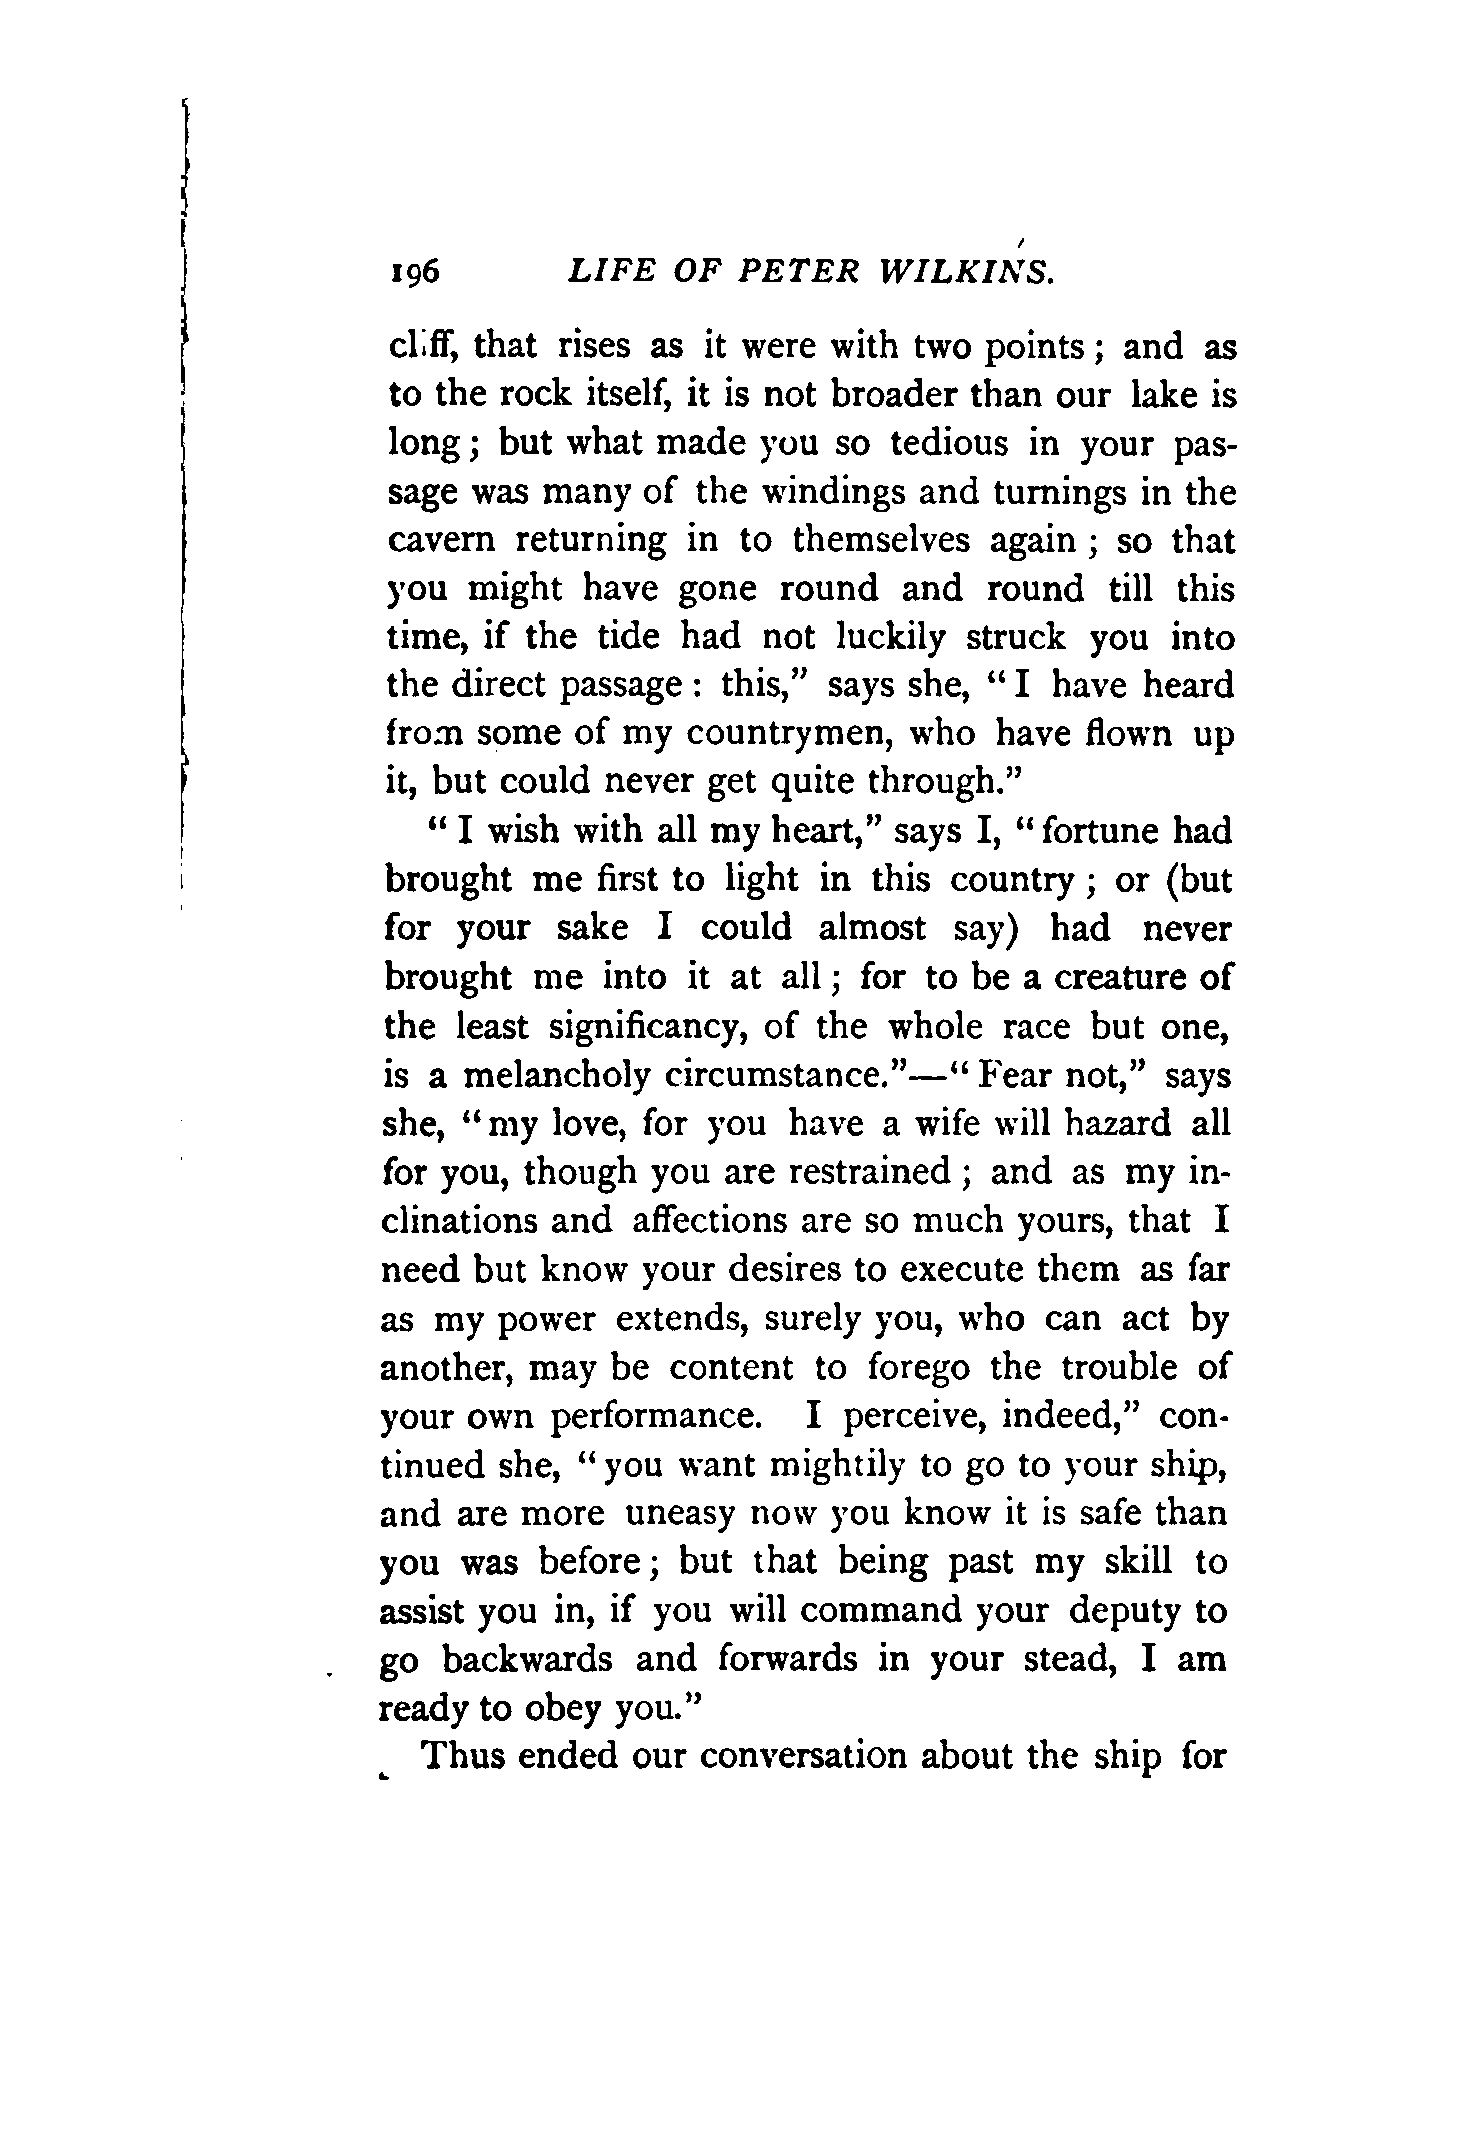 196 LIFE OF PETER WILKINS.
cliff, that rises as it were with two points ; and as
to the rock itself, it is not broader than our lake is
long ; but what made you so tedious in your pas-
sage was many of the windings and turnings in the
cavern returning in to themselves again ; so that
you might have gone round and round till this
time, if the tide had not luckily struck you into
the direct passage : this,” says she, “ I have heard
from some of my countrymen, who have flown up
it, but could never get quite through.”
“ I wish with all my heart,” says I, “ fortune had
brought me first to light in this country ; or (but
for your sake I could almost say) had never
brought me into it at all ; for to be a creature of
the least significancy, of the whole race but one,
is a melancholy circumstance.”—“ Fear not,” says
she, “ my love, for you have a wife will hazard all
for you, though you are restrained ; and as my in-
clinations and affections are so much yours, that I
need but know your desires to execute them as far
as my power extends, surely you, who can act by
another, may be content to forego the trouble of
your own performance. I perceive, indeed,” con-
tinued she, “ you want mightily to go to your ship,
and are more uneasy now you know it is safe than
you was before ; but that being past my skill to
assist you in, if you will command your deputy to
go backwards and forwards in your stead, I am
ready to obey you.”
Thus ended our conversation about the ship for